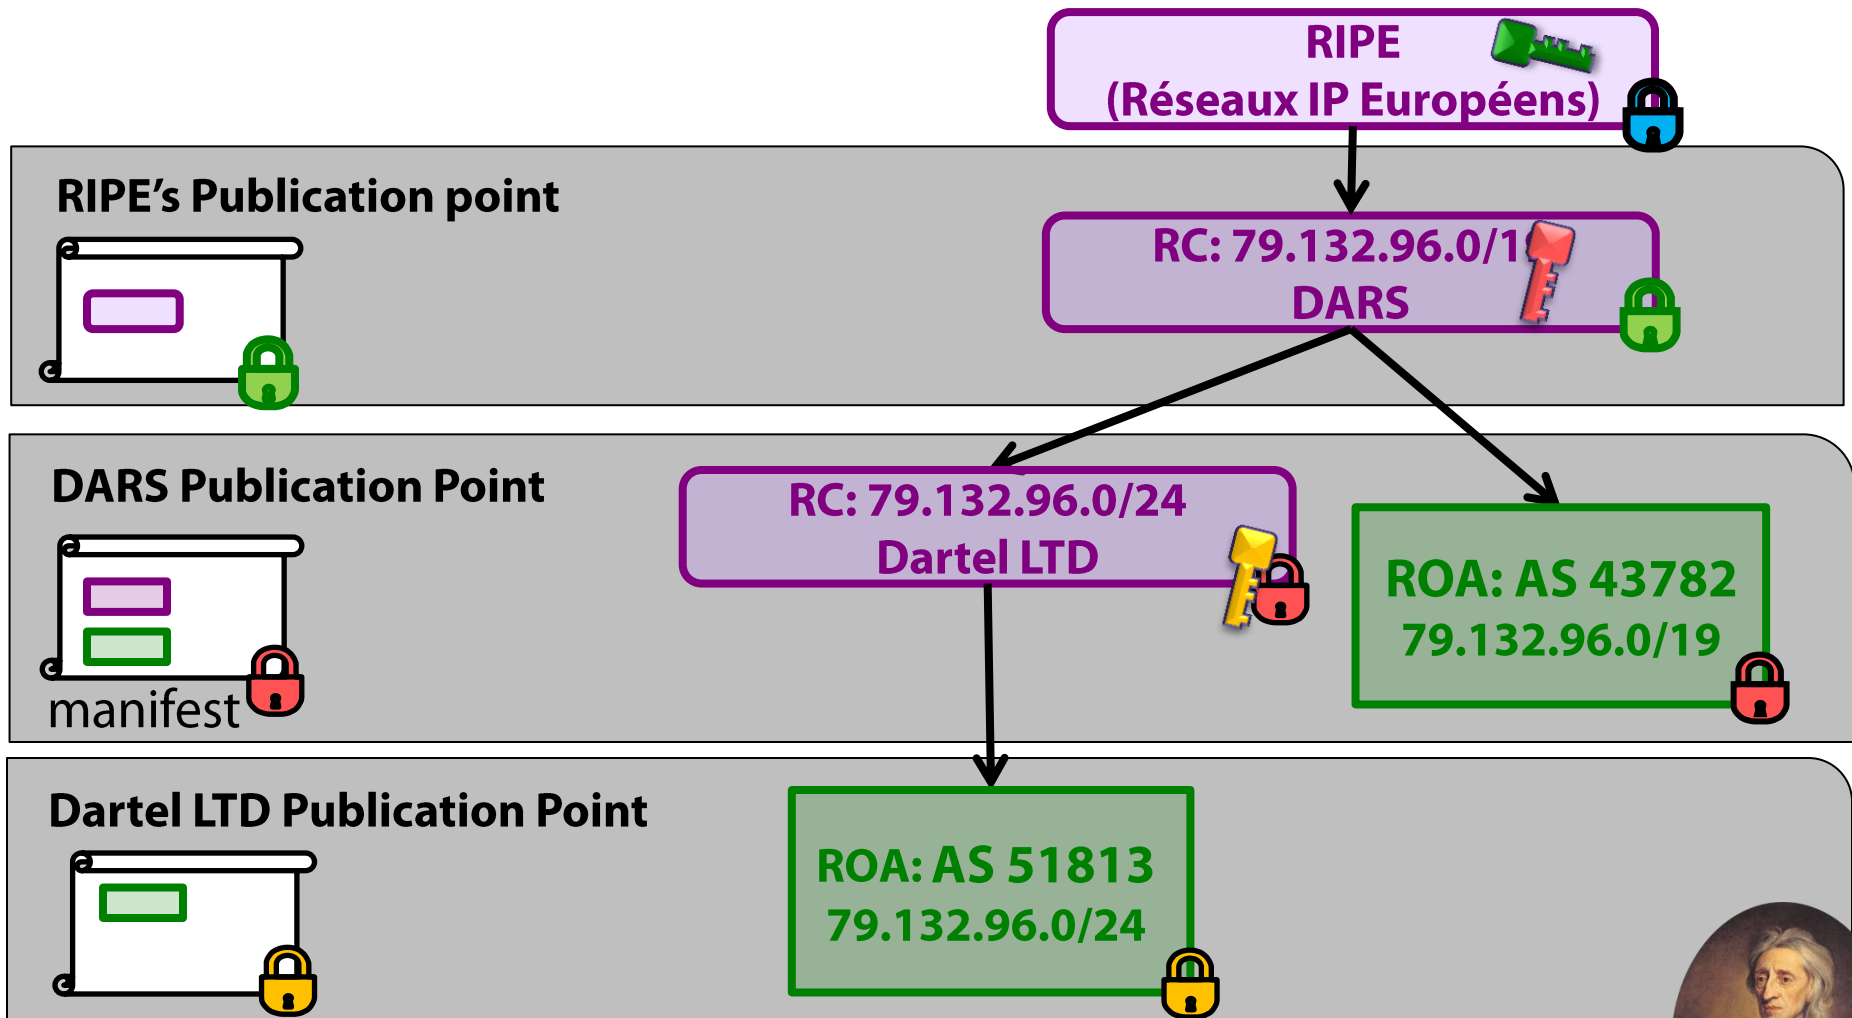 RIPE
(Réseaux IP Européens)
RIPE's Publication point
RC: 79.132.96.0/1
DARS
DARS Publication Point
RC: 79.132.96.0/24
Dartel LTD
ROA: AS 43782
79.132.96.0/19
manifest
Dartel LTD Publication Point
ROA: AS 51813
79.132.96.0/24